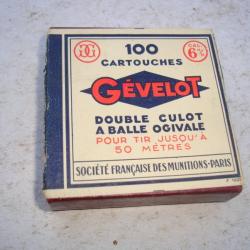 100
CARTOUCHES
CAL.
6 m/m
GÉVELOT
DOUBLE CULOT
A BALLE OGIVALE
POUR TIR JUSQU'A
50 MÈTRES
SOCIÉTÉ FRANÇAISE DES MUNITIONS-PARIS